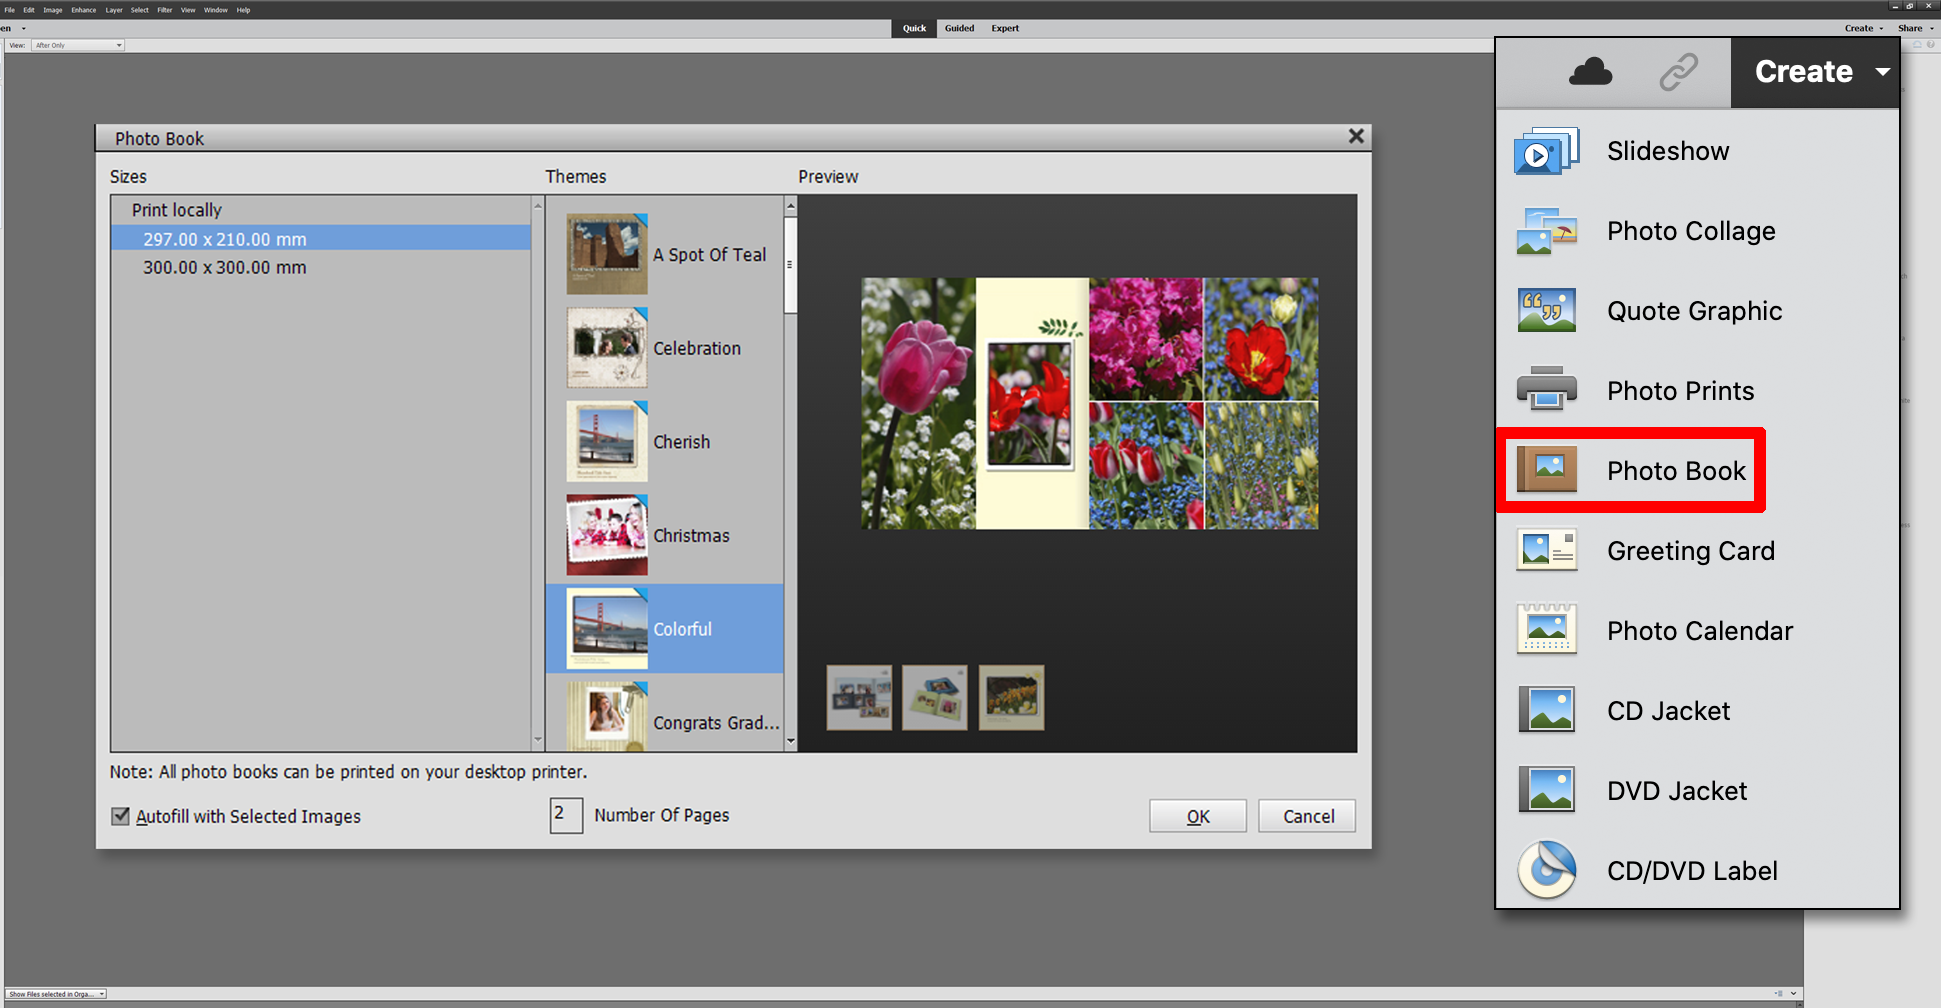 File Edit Image Enhance Layer Select Filter View Window Help
en
Quick Guided Expert
Create Share
View: After Only
Create
Slideshow
Photo Collage
Quote Graphic
Photo Prints
Photo Book
Greeting Card
Photo Calendar
CD Jacket
DVD Jacket
CD/DVD Label
Photo Book
Sizes
Themes
Preview
Print locally
297.00 x 210.00 mm
300.00 x 300.00 mm
A Spot Of Teal
Celebration
Cherish
Christmas
Colorful
Congrats Grad...
Note: All photo books can be printed on your desktop printer.
Autofill with Selected Images
2 Number Of Pages
OK
Cancel
Show Files selected in Orga...